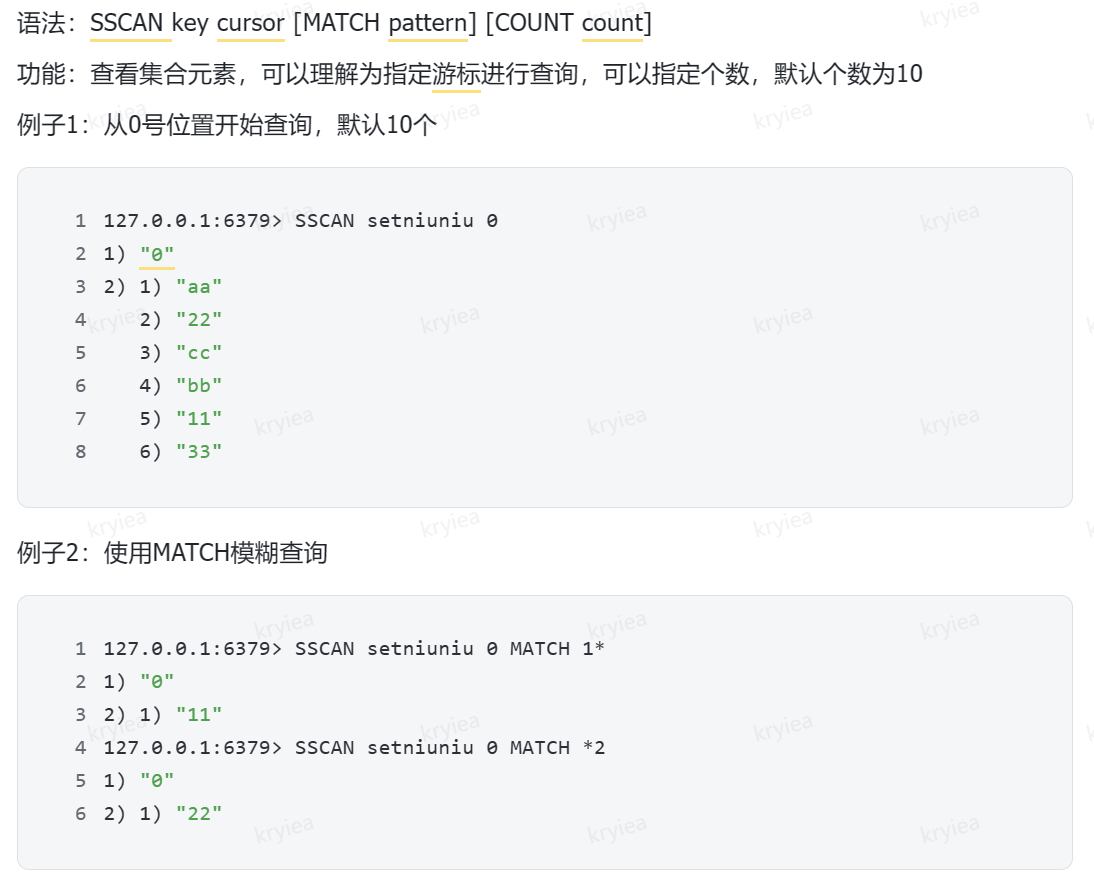 语法：SSCAN key cursor [MATCH pattern] [COUNT count]
功能：查看集合元素，可以理解为指定游标进行查询，可以指定个数，默认个数为10
例子1：从0号位置开始查询，默认10个
1 127.0.0.1:6379> SSCAN setniuniu 0
2 1) "0"
3 2) 1) "aa"
4    2) "22"
5    3) "cc"
6    4) "bb"
7    5) "11"
8    6) "33"
例子2：使用MATCH模糊查询
1 127.0.0.1:6379> SSCAN setniuniu 0 MATCH 1*
2 1) "0"
3 2) 1) "11"
4 127.0.0.1:6379> SSCAN setniuniu 0 MATCH *2
5 1) "0"
6 2) 1) "22"
kryiea